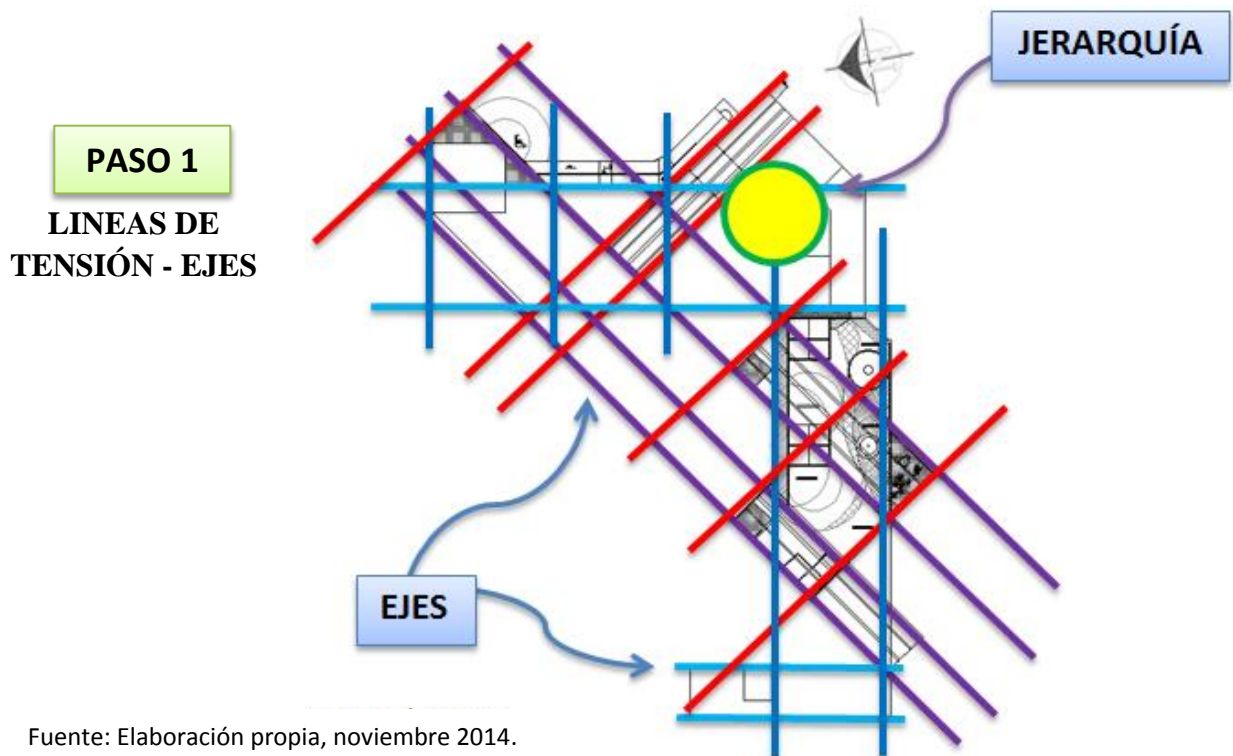 JERARQUÍA
PASO 1
LINEAS DE
TENSIÓN - EJES
EJES
Fuente: Elaboración propia, noviembre 2014.